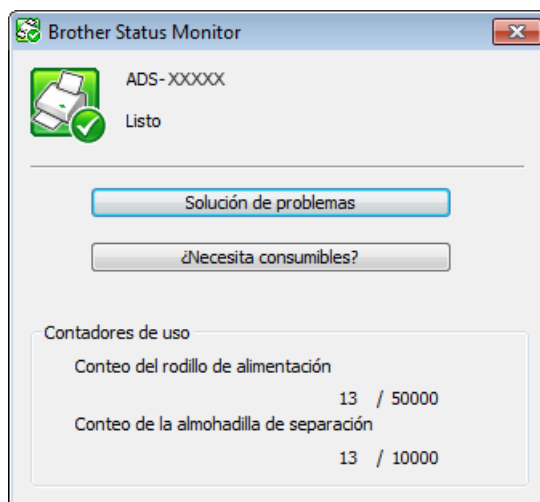 Brother Status Monitor
ADS-XXXXX
Listo
Solución de problemas
¿Necesita consumibles?
Contadores de uso
Conteo del rodillo de alimentación
13 / 50000
Conteo de la almohadilla de separación
13 / 10000